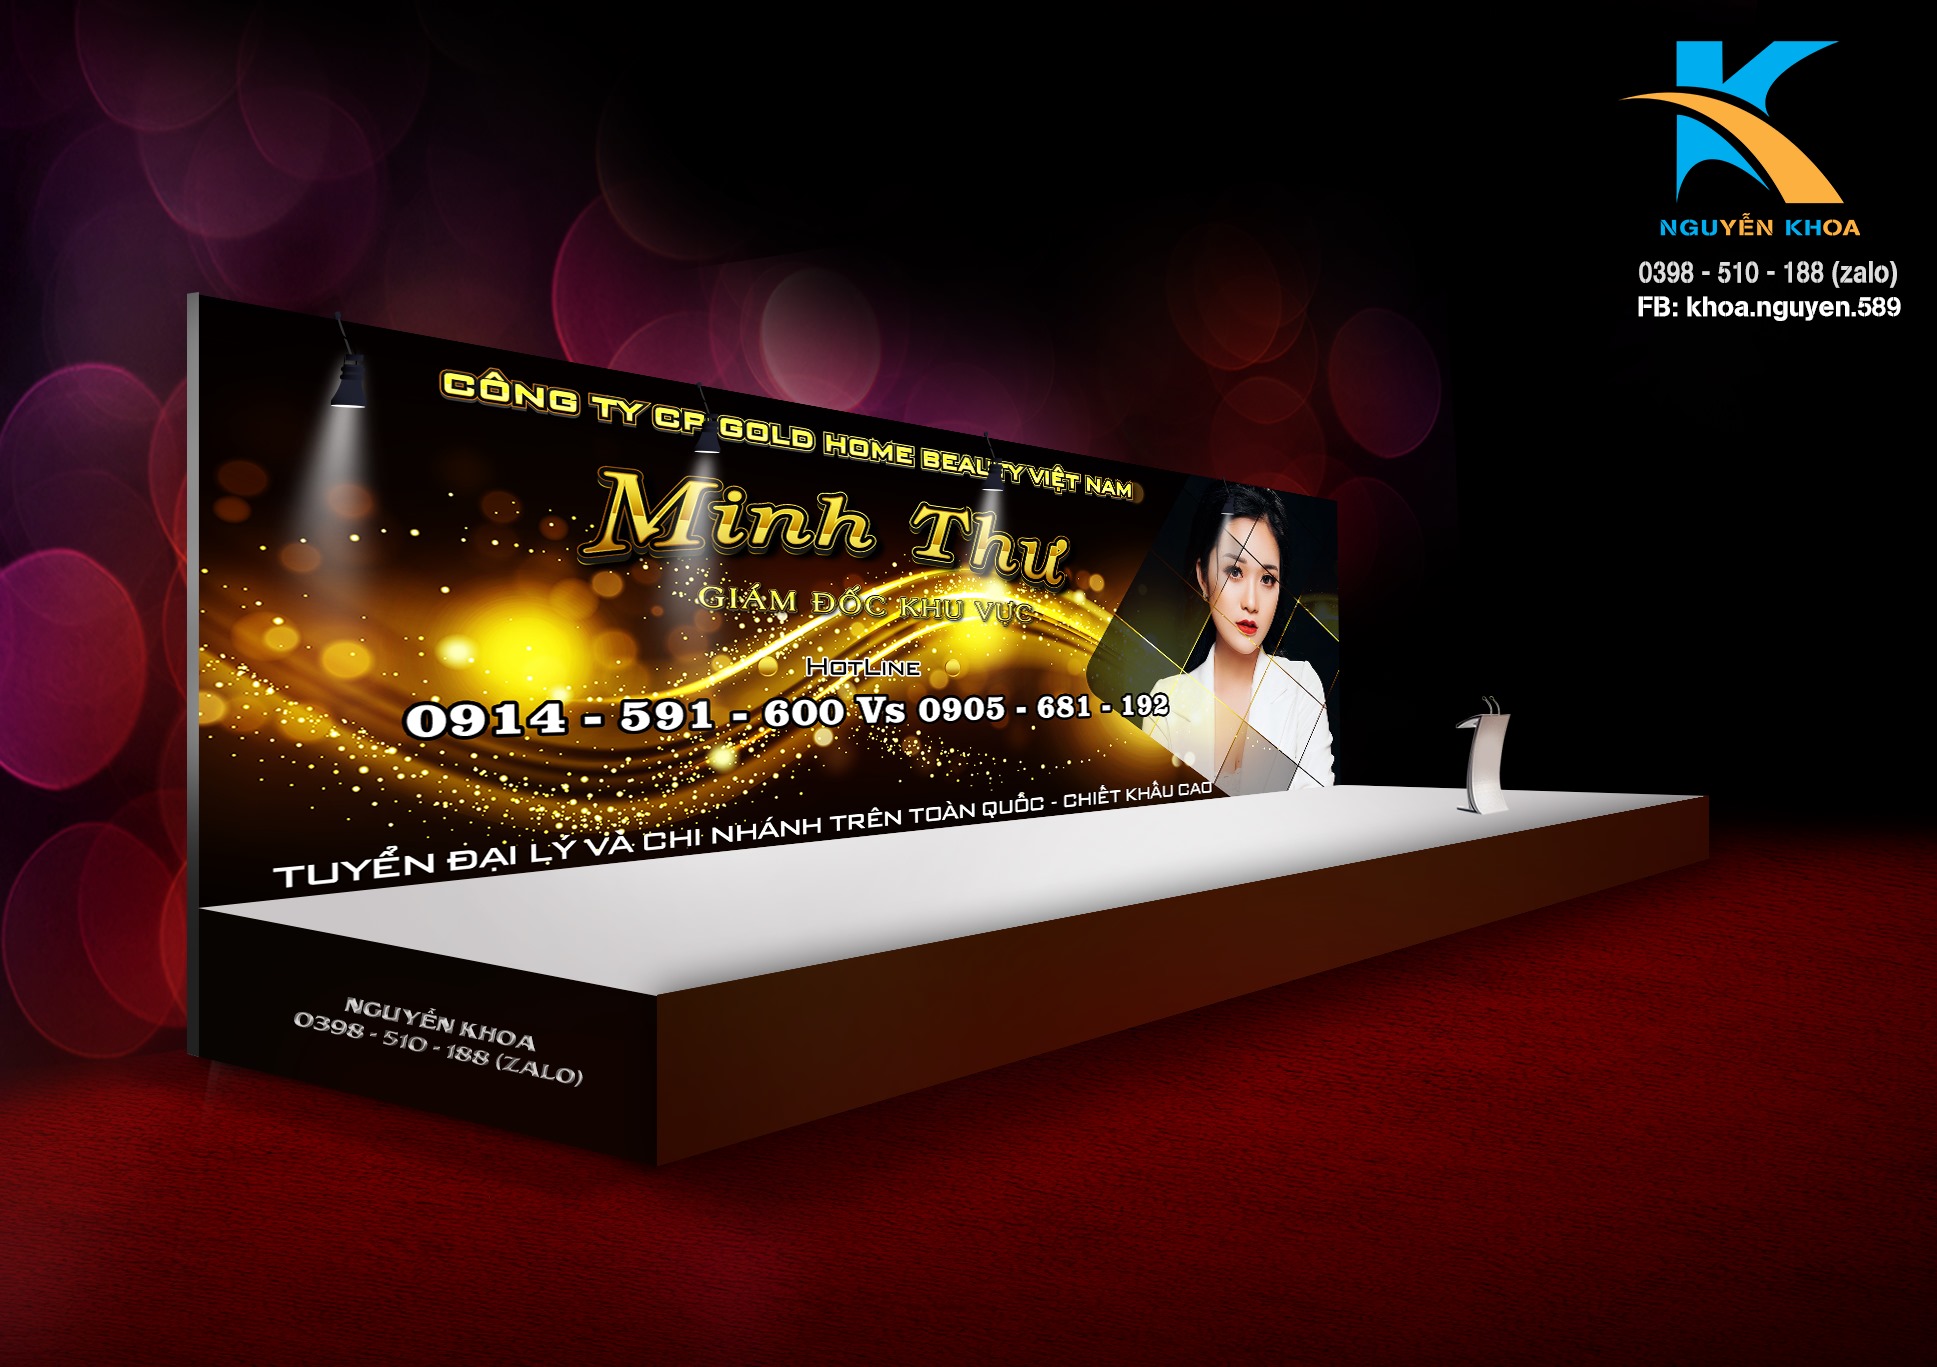 NGUYỄN KHOA
0398 - 510 - 188 (zalo)
FB: khoa.nguyen.589
CÔNG TY CP GOLD HOME BEAUTY VIỆT NAM
Minh Thư
GIÁM ĐỐC KHU VỰC
HOTLINE
0914 - 591 - 600 Vs 0905 - 681 - 192
TUYỂN ĐẠI LÝ VÀ CHI NHÁNH TRÊN TOÀN QUỐC - CHIẾT KHẤU CAO
NGUYỄN KHOA
0398 - 510 - 188 (ZALO)